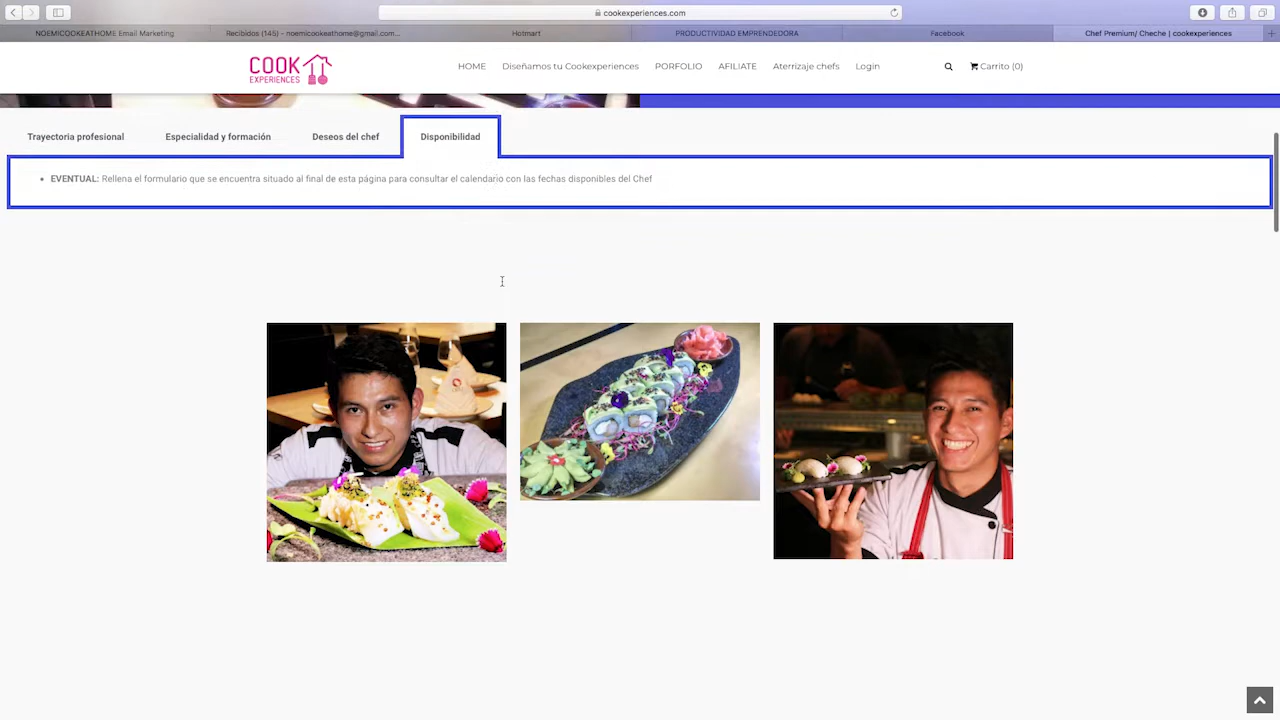 cookexperiences.com
NOEMICOOKEATHOME Email Marketing
Recibidos (145) - noemicookeathome@gmail.com...
Hotmart
PRODUCTIVIDAD EMPRENDEDORA
Facebook
Chef Premium/ Cheche | cookexperiences
COOK
EXPERIENCES
HOME
Diseñamos tu Cookexperiences
PORFOLIO
AFILIATE
Aterrizaje chefs
Login
Carrito (0)
Trayectoria profesional
Especialidad y formación
Deseos del chef
Disponibilidad
• EVENTUAL: Rellena el formulario que se encuentra situado al final de esta página para consultar el calendario con las fechas disponibles del Chef